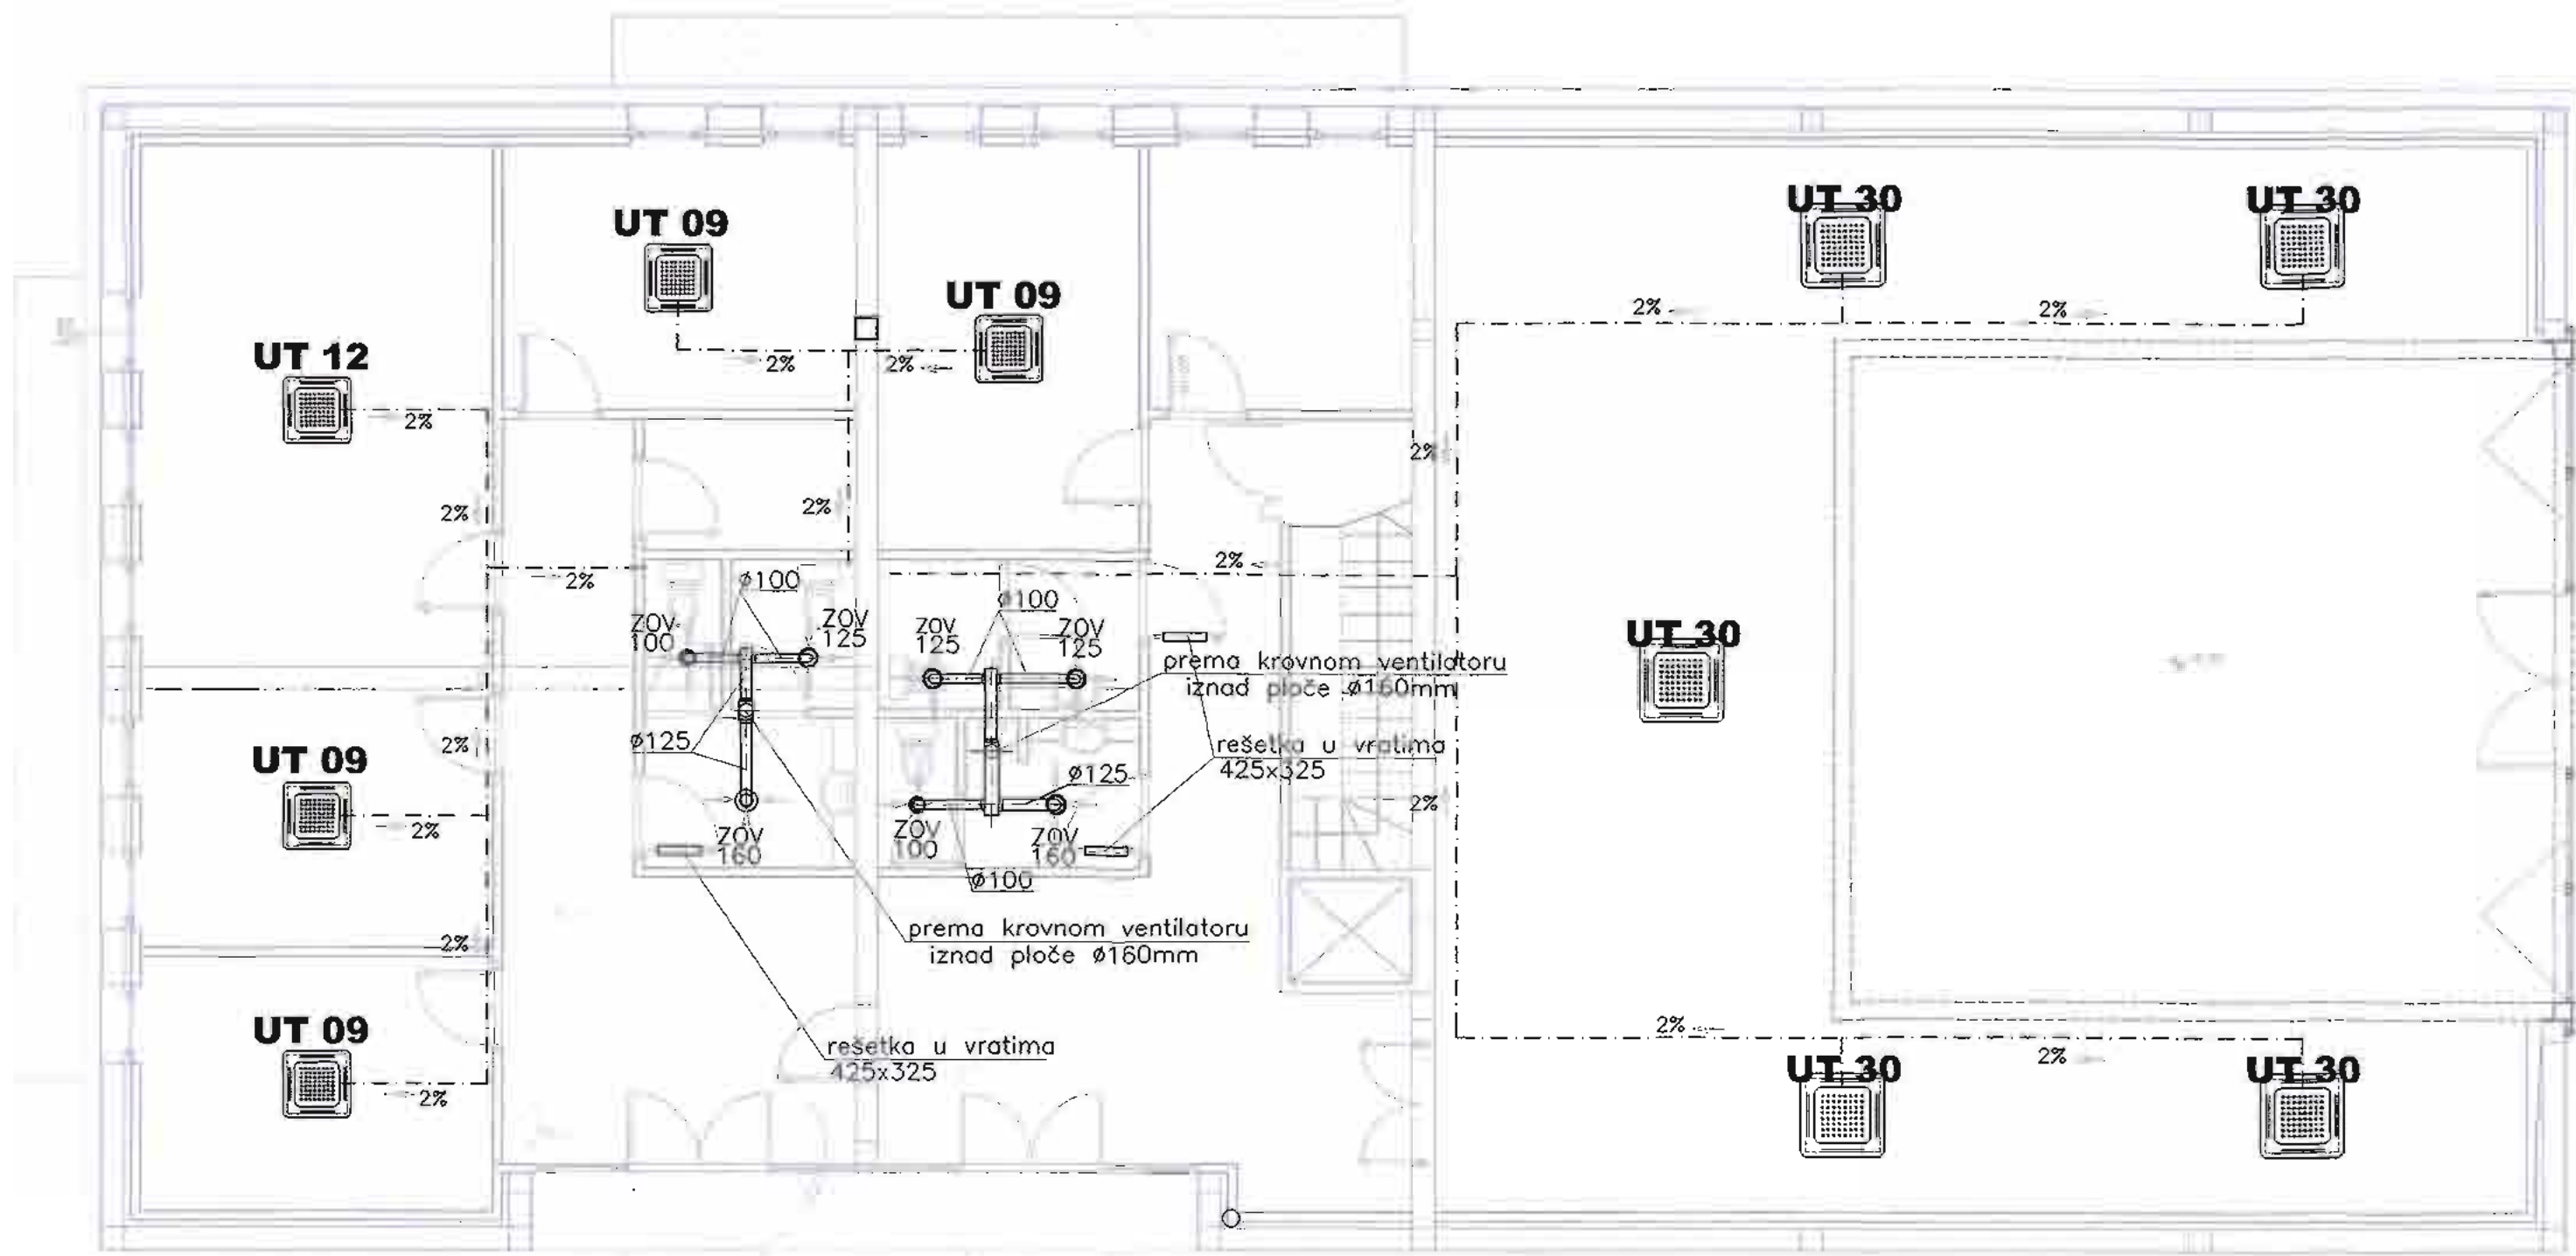 UT 30
UT 30
UT 09
UT 09
2%
2%
UT 12
2%
2%
2%
2%
2%
2%
2%
2%
Ø100
Ø100
ZOV
100
ZOV
125
ZOV
125
ZOV
125
UT 30
prema krovnom ventilatoru
iznad ploče Ø160mm
Ø125
2%
rešetka u vratima
425x325
UT 09
Ø125
2%
2%
ZOV
160
ZOV
100
ZOV
160
Ø100
prema krovnom ventilatoru
iznad ploče Ø160mm
2%
UT 09
2%
rešetka u vratima
425x325
2%
2%
UT 30
UT 30